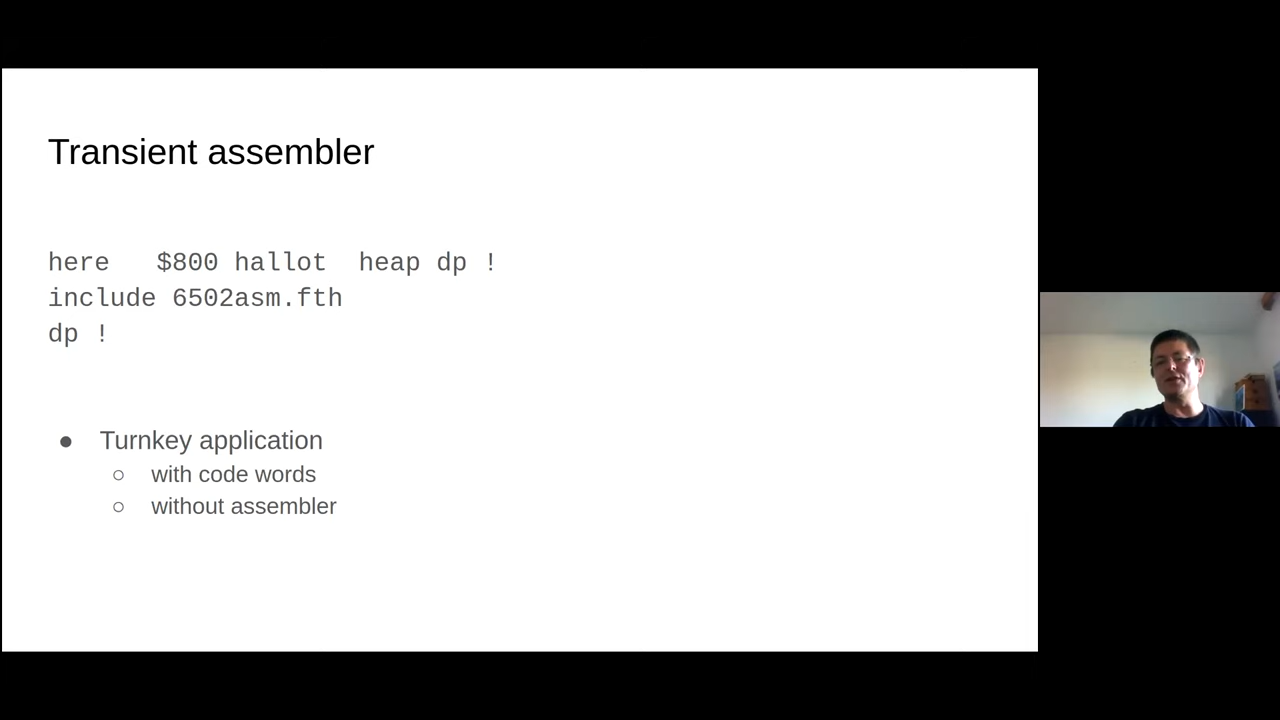 Transient assembler
here   $800 hallot  heap dp !
include 6502asm.fth
dp !
● Turnkey application
○ with code words
○ without assembler